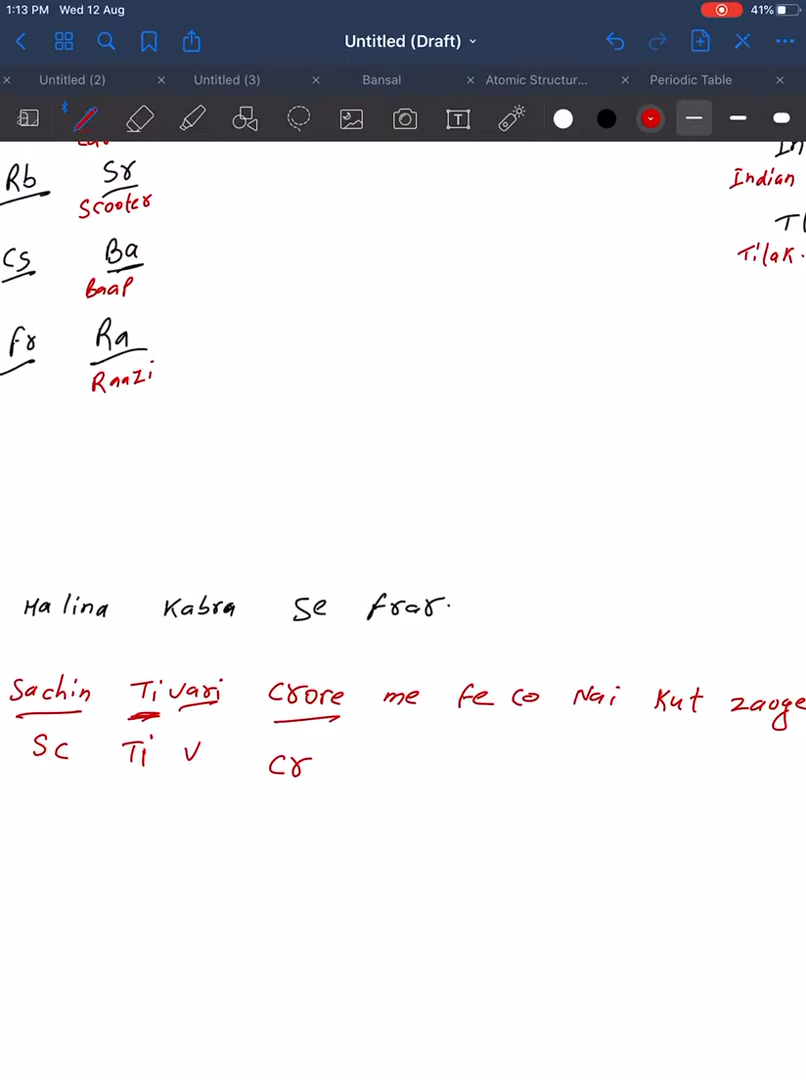 1:13 PM Wed 12 Aug 41%
Untitled (Draft)
Untitled (2) Untitled (3) Bansal Atomic Structur... Periodic Table
Rb Sr
Scooter
Indian
Cs Ba
Baap
Tl
Tilak.
Fr Ra
Raazi
Halina Kabra Se frar.
Sachin Tivari Crore me fe co Nai Kut zaoge
Sc Ti V Cr